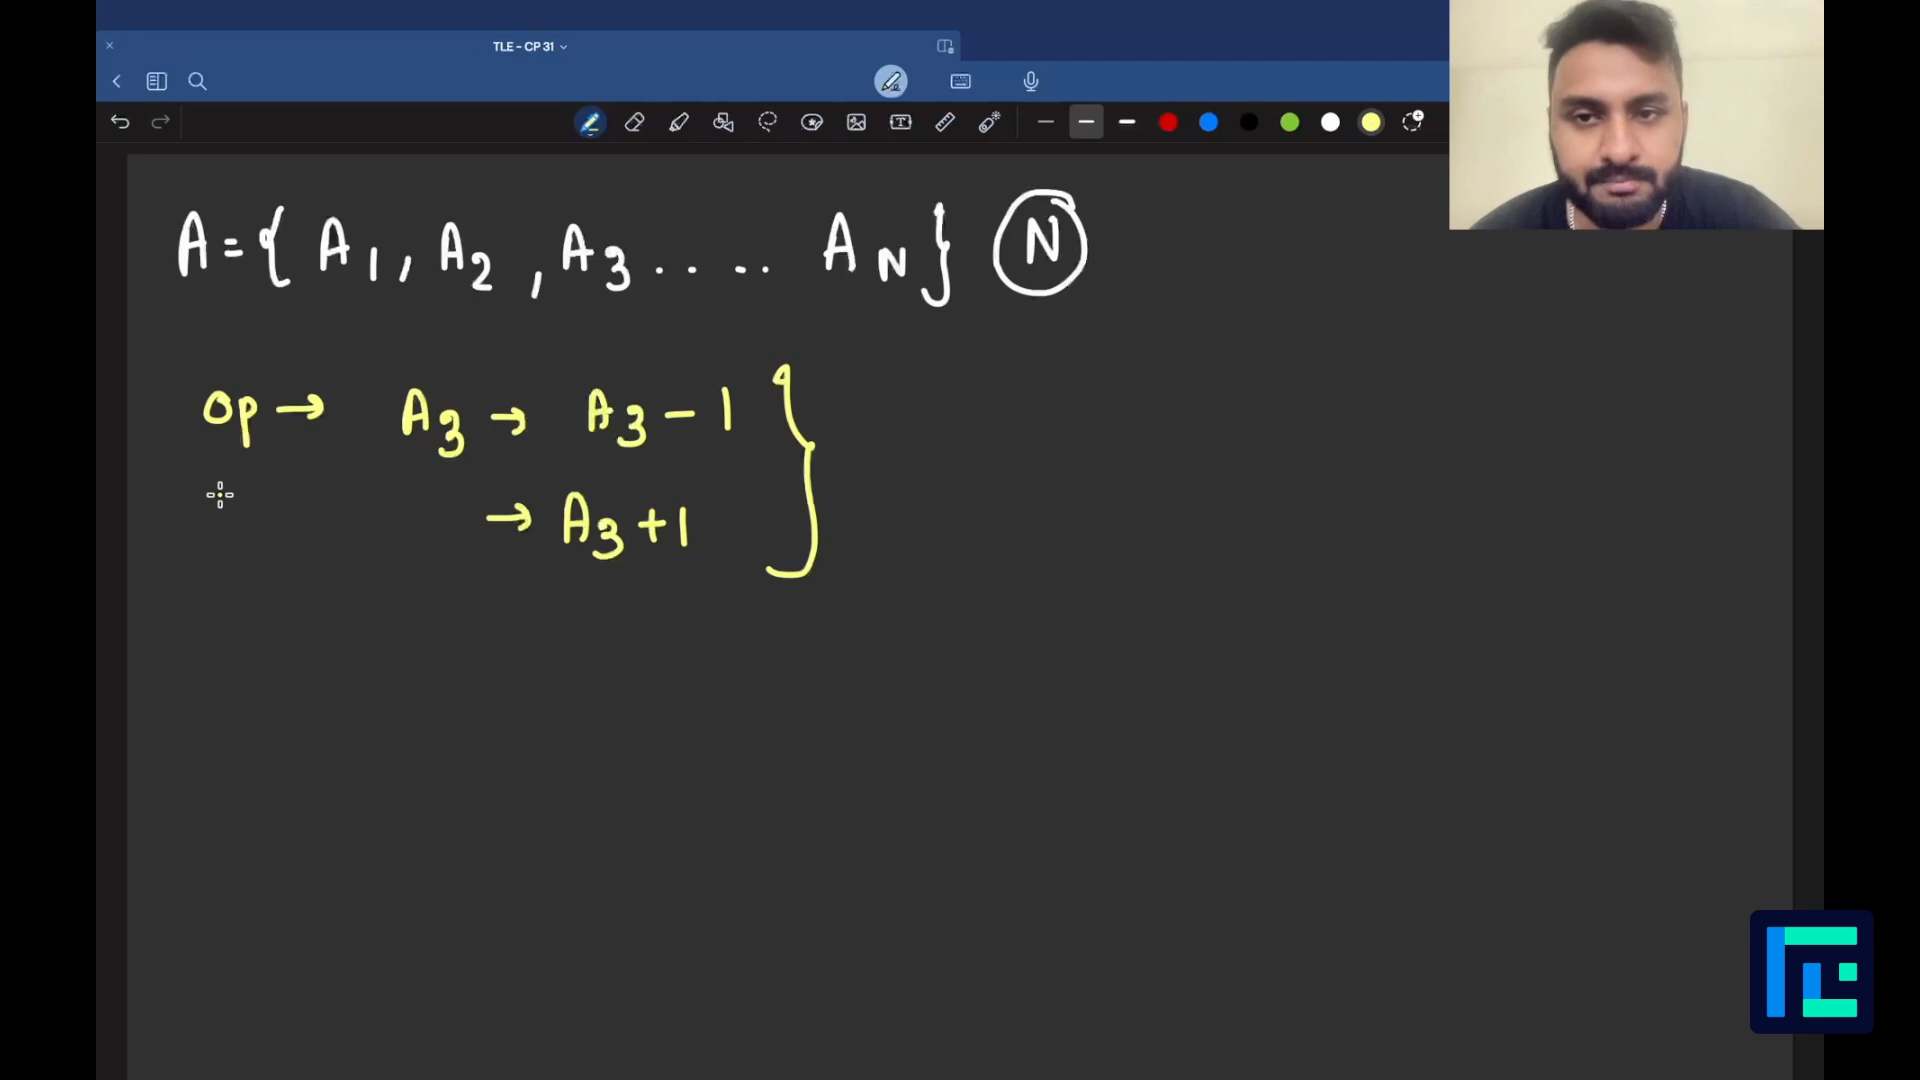 TLE - CP 31
A = { A1, A2, A3 . . . . . . AN } N
Op → A3 → A3 - 1
→ A3 + 1